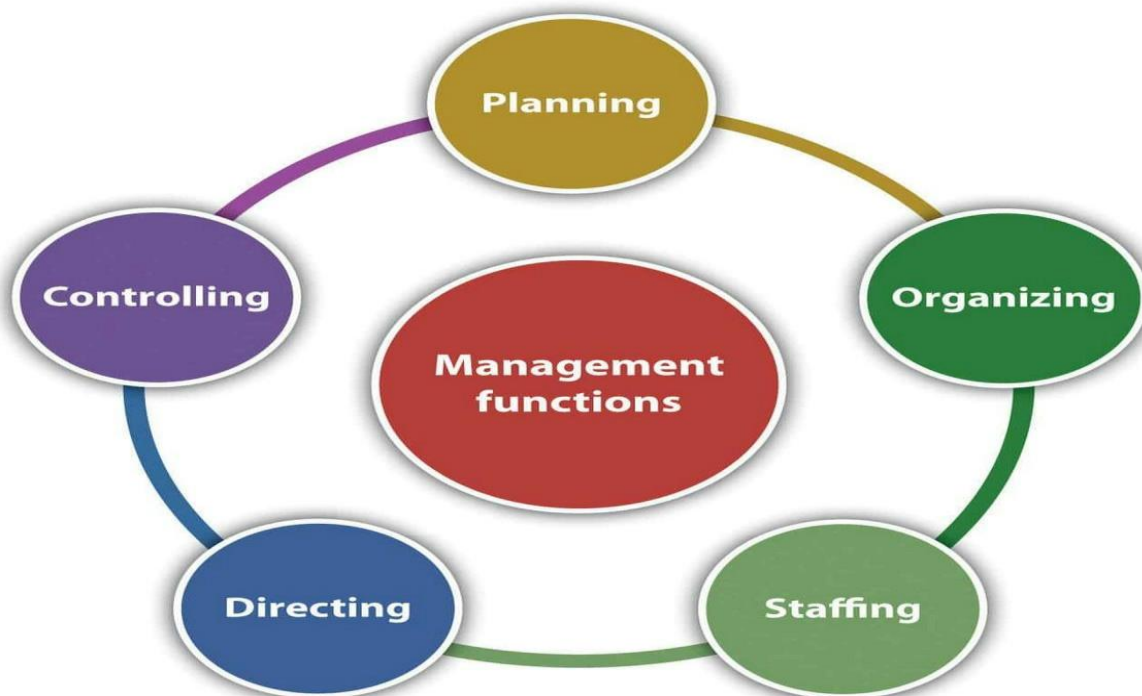 Planning
Organizing
Staffing
Directing
Controlling
Management
functions